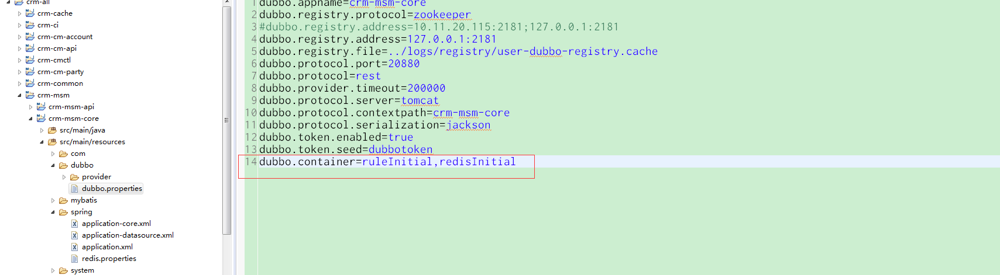 crm-all
crm-cache
crm-ci
crm-cm-account
crm-cm-api
crm-cmctl
crm-cm-party
crm-common
crm-msm
crm-msm-api
crm-msm-core
src/main/java
src/main/resources
com
dubbo
provider
dubbo.properties
mybatis
spring
application-core.xml
application-datasource.xml
application.xml
redis.properties
system
1 dubbo.appname=crm-msm-core
2 dubbo.registry.protocol=zookeeper
3 #dubbo.registry.address=10.11.20.115:2181;127.0.0.1:2181
4 dubbo.registry.address=127.0.0.1:2181
5 dubbo.registry.file=../logs/registry/user-dubbo-registry.cache
6 dubbo.protocol.port=20880
7 dubbo.protocol=rest
8 dubbo.provider.timeout=200000
9 dubbo.protocol.server=tomcat
10 dubbo.protocol.contextpath=crm-msm-core
11 dubbo.protocol.serialization=jackson
12 dubbo.token.enabled=true
13 dubbo.token.seed=dubbotoken
14 dubbo.container=ruleInitial,redisInitial